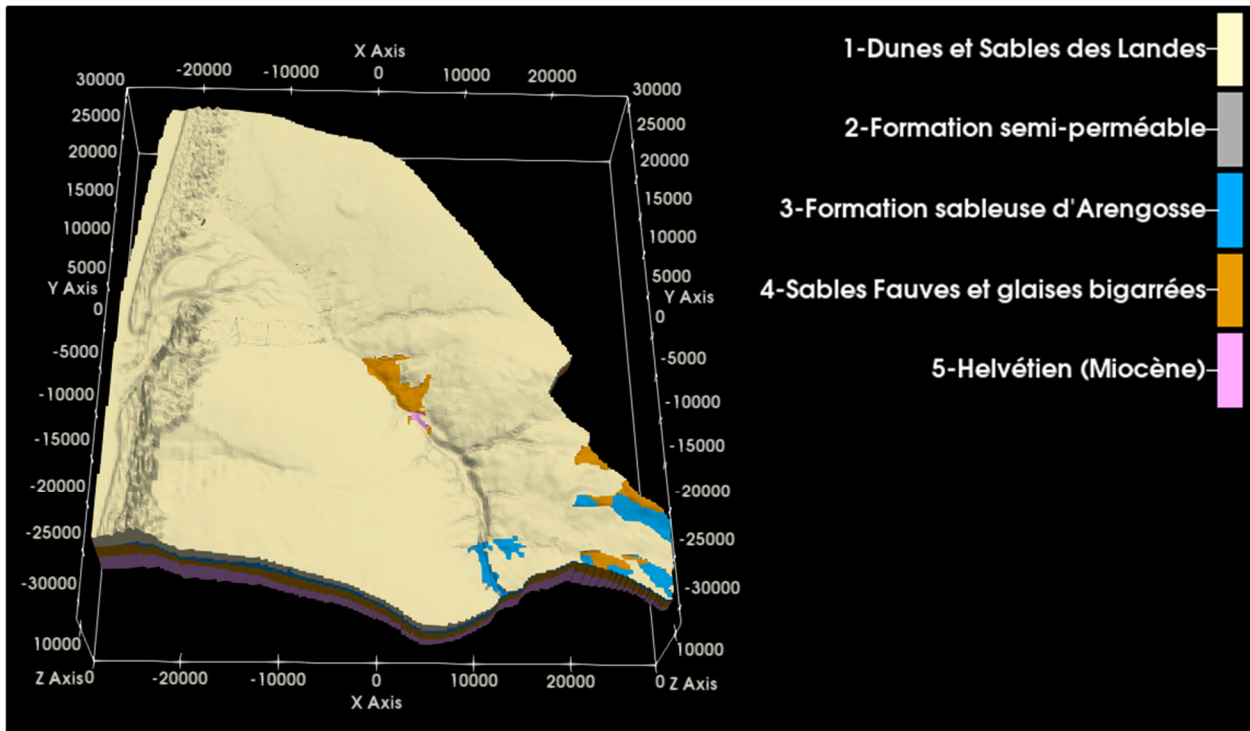 X Axis
-20000 -10000 0 10000 20000
30000 30000
25000 25000
20000 20000
15000 15000
10000 10000
5000 5000
Y Axis Y Axis
0 0
-5000 -5000
-10000 -10000
-15000 -15000
-20000 -20000
-25000 -25000
-30000 -30000
10000 10000
Z Axis 0 0 Z Axis
-20000 -10000 0 10000 20000
X Axis
1-Dunes et Sables des Landes
2-Formation semi-perméable
3-Formation sableuse d'Arengosse
4-Sables Fauves et glaises bigarrées
5-Helvétien (Miocène)